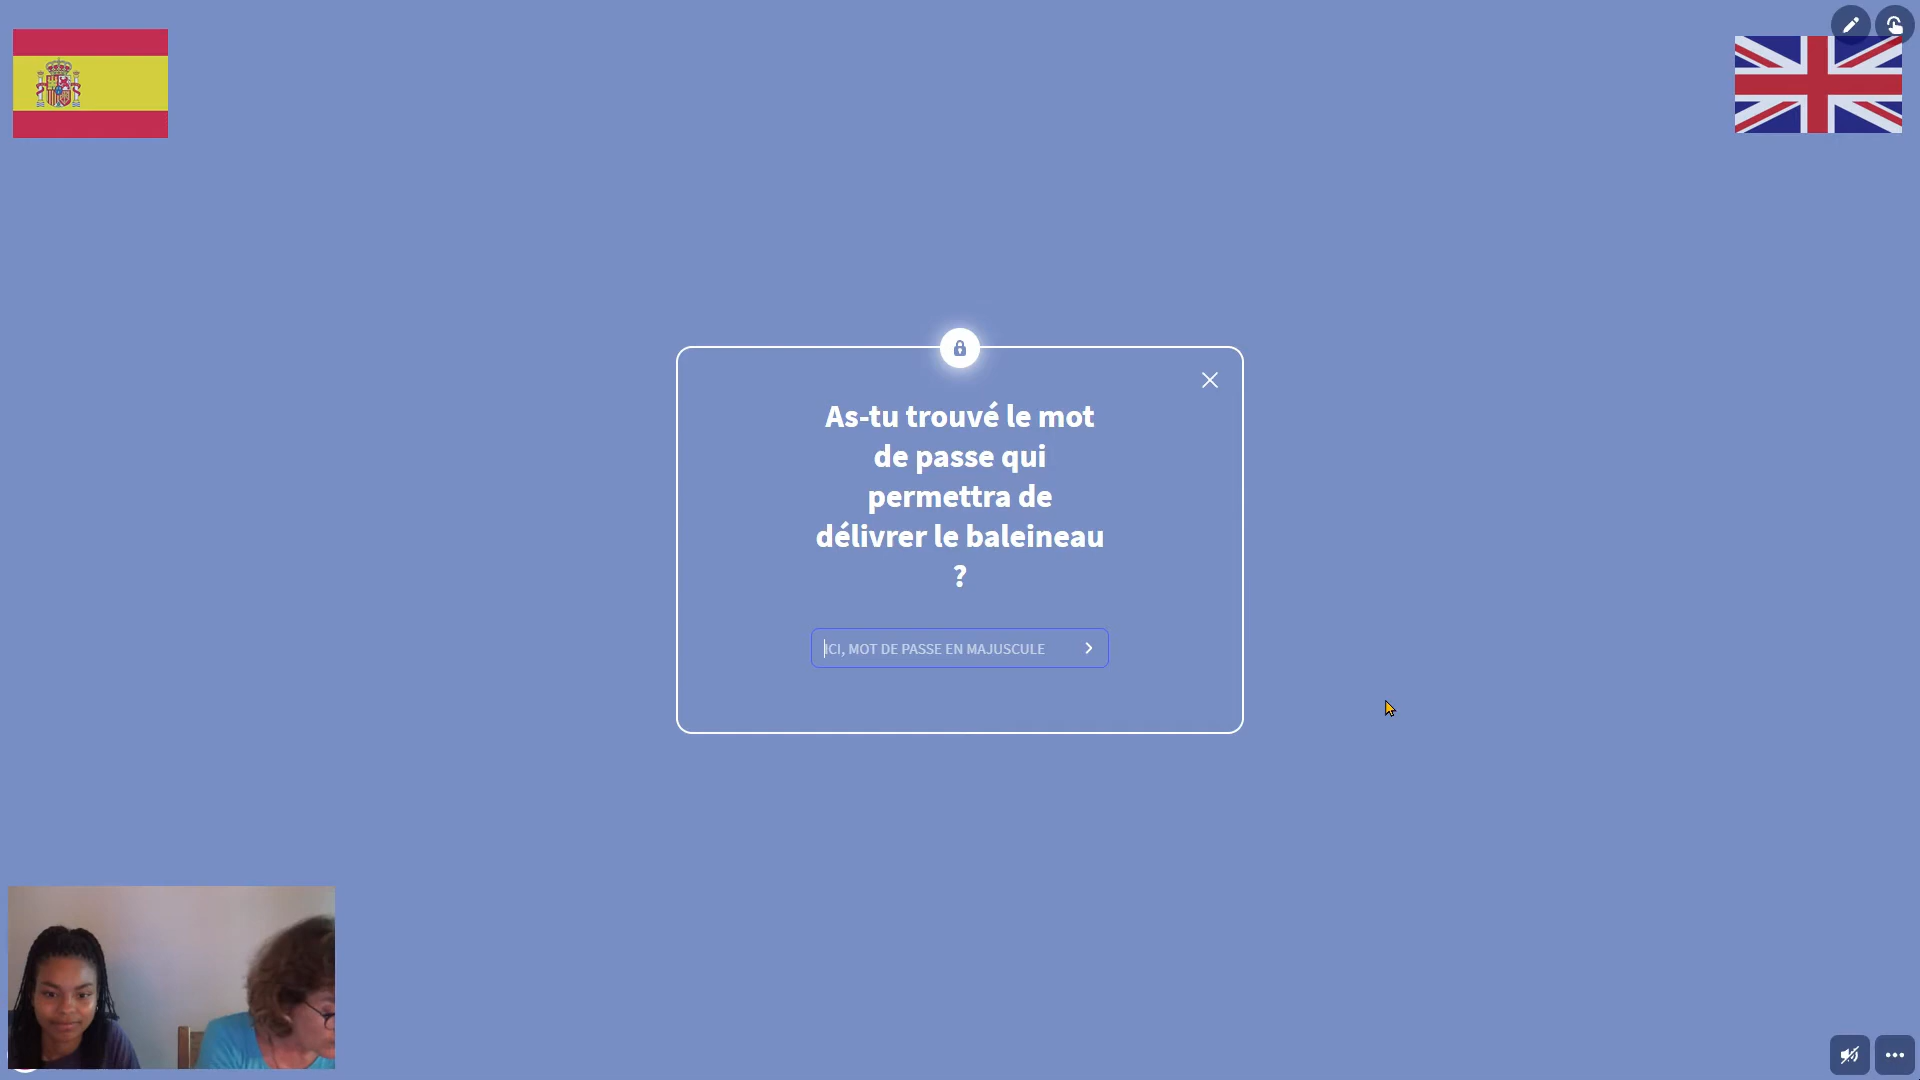 As-tu trouvé le mot
de passe qui
permettra de
délivrer le baleineau
?
ICI, MOT DE PASSE EN MAJUSCULE